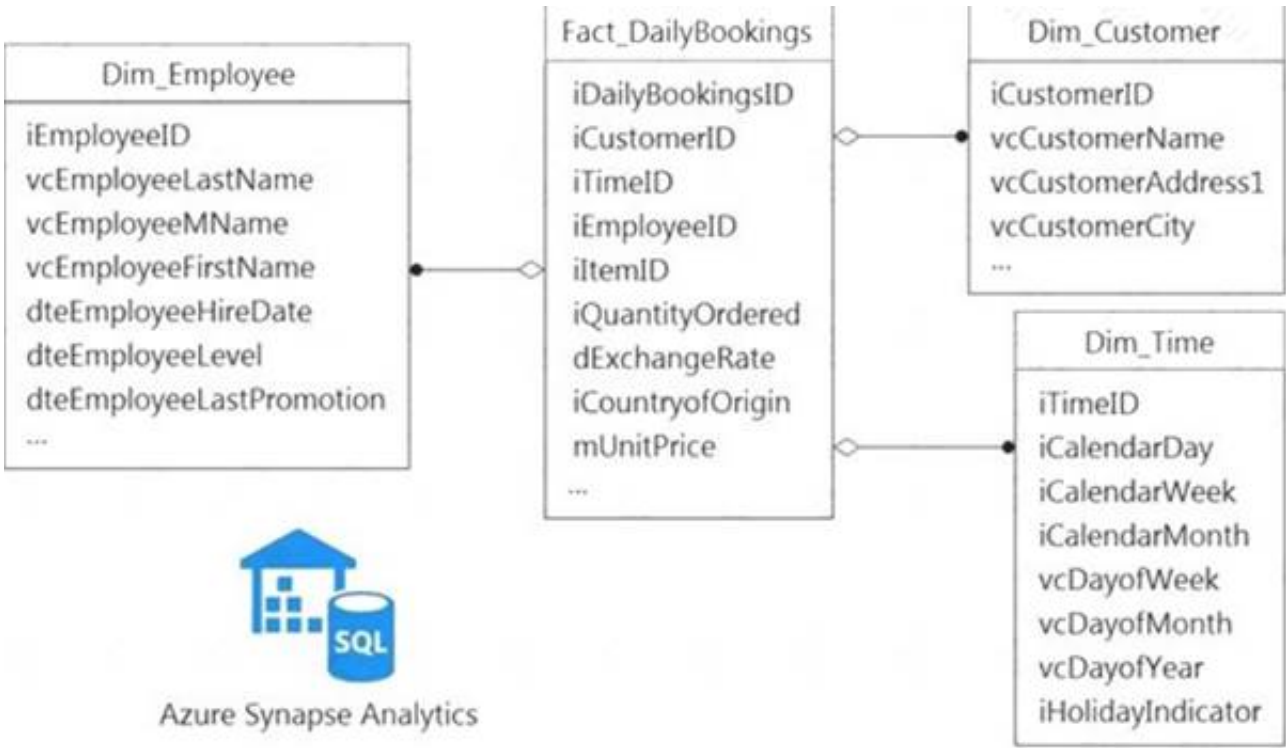 Dim_Employee
iEmployeeID
vcEmployeeLastName
vcEmployeeMName
vcEmployeeFirstName
dteEmployeeHireDate
dteEmployeeLevel
dteEmployeeLastPromotion
...
Fact_DailyBookings
iDailyBookingsID
iCustomerID
iTimeID
iEmployeeID
iItemID
iQuantityOrdered
dExchangeRate
iCountryofOrigin
mUnitPrice
...
Dim_Customer
iCustomerID
vcCustomerName
vcCustomerAddress1
vcCustomerCity
...
Dim_Time
iTimeID
iCalendarDay
iCalendarWeek
iCalendarMonth
vcDayofWeek
vcDayofMonth
vcDayofYear
iHolidayIndicator
SQL
Azure Synapse Analytics